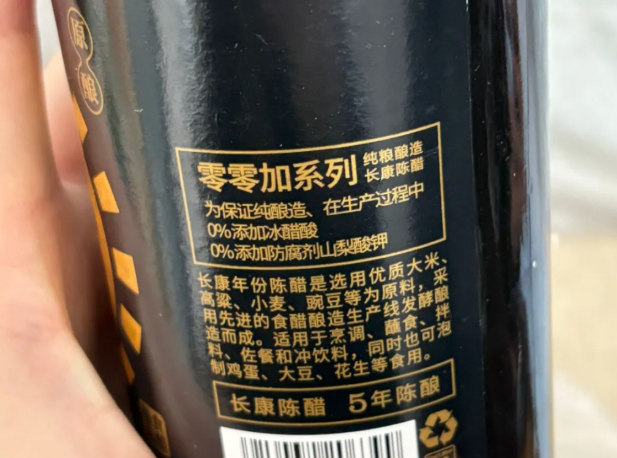 原酿
零零加系列
纯粮酿造
长康陈醋
为保证纯酿造、在生产过程中
0%添加冰醋酸
0%添加防腐剂山梨酸钾
长康年份陈醋是选用优质大米、
高粱、小麦、豌豆等为原料，采
用先进的食醋酿造生产线发酵酿
造而成。适用于烹调、蘸食、拌
料、佐餐和冲饮料，同时也可泡
制鸡蛋、大豆、花生等食用。
长康陈醋 5年陈酿